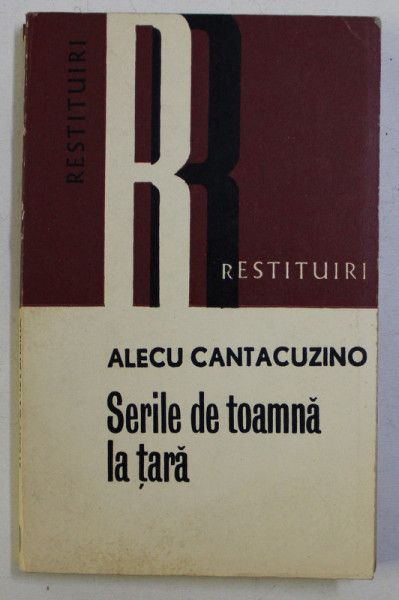 RESTITUIRI
R
RESTITUIRI
ALECU CANTACUZINO
Serile de toamnă
la țară